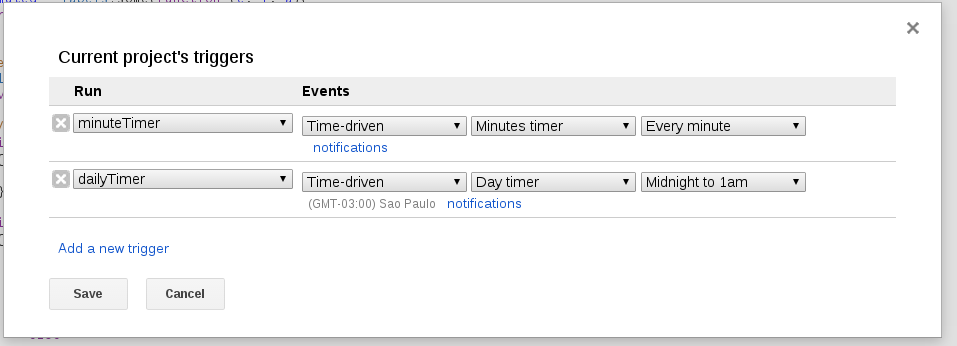 Current project's triggers
Run Events
minuteTimer Time-driven Minutes timer Every minute
notifications
dailyTimer Time-driven Day timer Midnight to 1am
(GMT-03:00) Sao Paulo notifications
Add a new trigger
Save Cancel